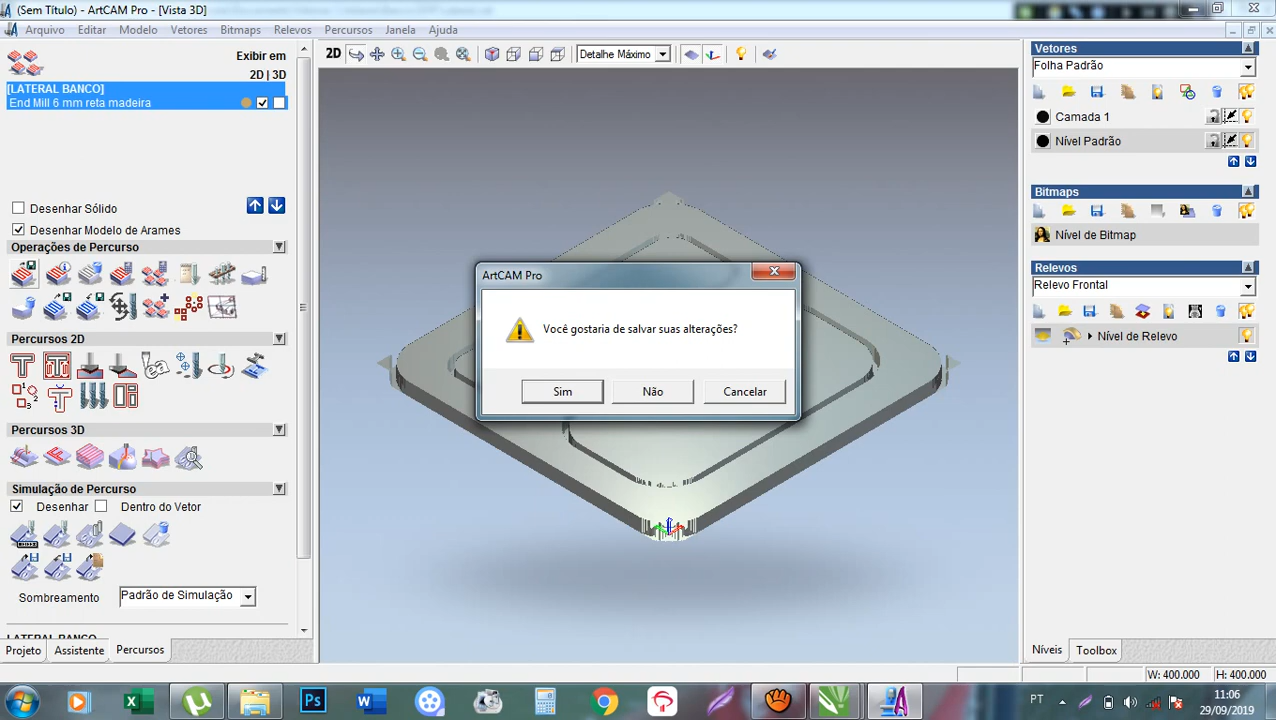 (Sem Título) - ArtCAM Pro - [Vista 3D]
Arquivo Editar Modelo Vetores Bitmaps Relevos Percursos Janela Ajuda
Exibir em
2D | 3D
[LATERAL BANCO]
End Mill 6 mm reta madeira
Desenhar Sólido
Desenhar Modelo de Arames
Operações de Percurso
Percursos 2D
Percursos 3D
Simulação de Percurso
Desenhar Dentro do Vetor
Sombreamento Padrão de Simulação
LATERAL BANCO
Projeto Assistente Percursos
2D Detalhe Máximo
ArtCAM Pro
Você gostaria de salvar suas alterações?
Sim Não Cancelar
Vetores
Folha Padrão
Camada 1
Nível Padrão
Bitmaps
Nível de Bitmap
Relevos
Relevo Frontal
Nível de Relevo
Níveis Toolbox
W: 400.000 H: 400.000
PT 11:06
29/09/2019